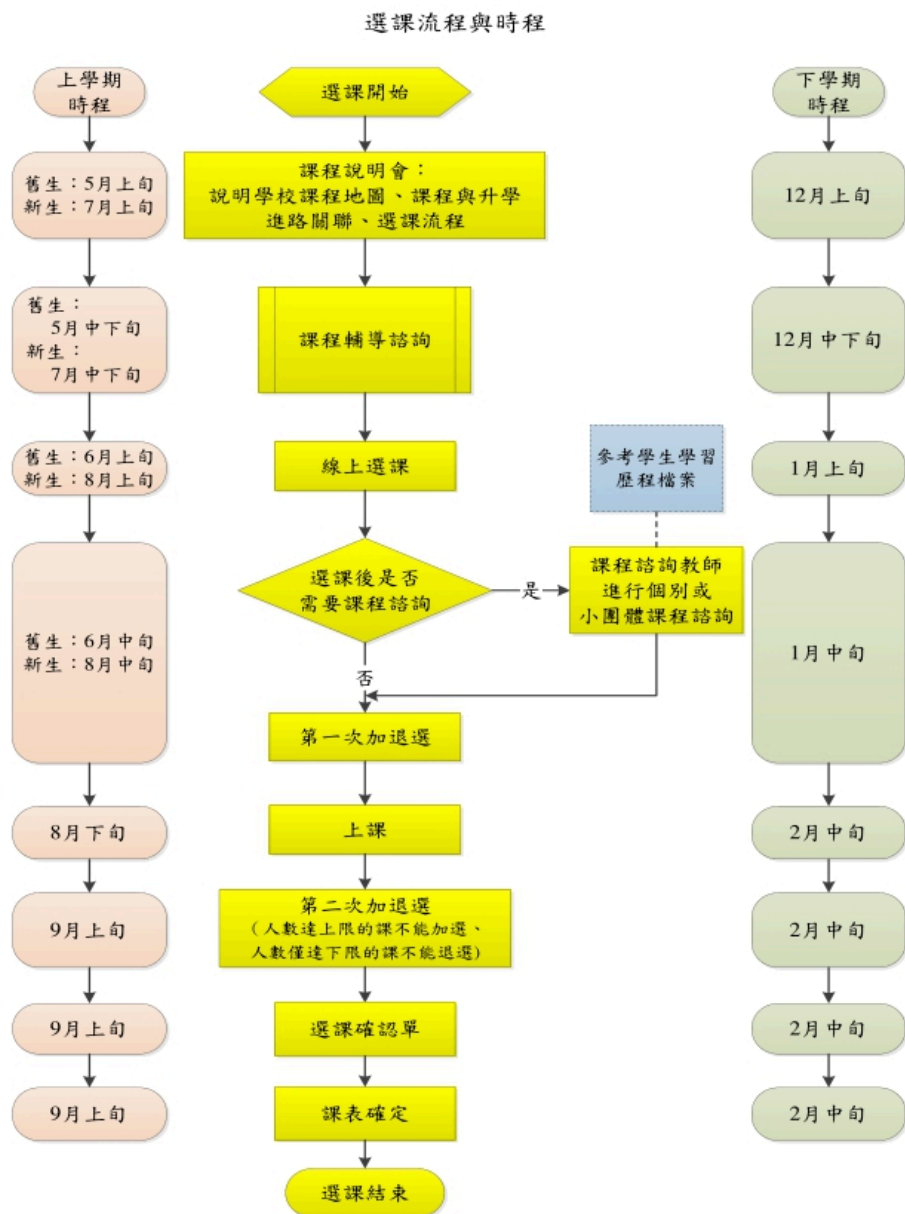 選課流程與時程
上學期
時程
選課開始
下學期
時程
舊生：5月上旬
新生：7月上旬
課程說明會：
說明學校課程地圖、課程與升學
進路關聯、選課流程
12月上旬
舊生：
5月中下旬
新生：
7月中下旬
課程輔導諮詢
12月中下旬
舊生：6月上旬
新生：8月上旬
線上選課
參考學生學習
歷程檔案
1月上旬
舊生：6月中旬
新生：8月中旬
選課後是否
需要課程諮詢
是
課程諮詢教師
進行個別或
小團體課程諮詢
1月中旬
否
第一次加退選
8月下旬
上課
2月中旬
9月上旬
第二次加退選
（人數達上限的課不能加選、
人數僅達下限的課不能退選)
2月中旬
9月上旬
選課確認單
2月中旬
9月上旬
課表確定
2月中旬
選課結束